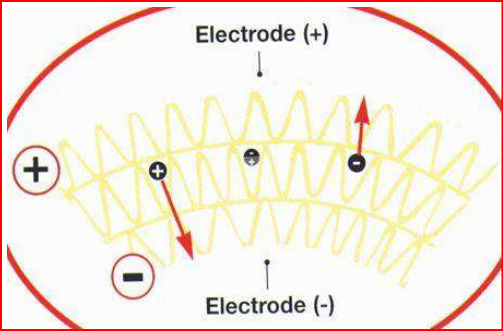 Electrode (+)
+
+
-
-
-
Electrode (-)